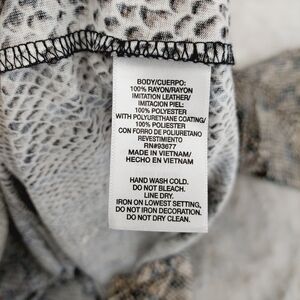 BODY/CUERPO:
100% RAYON/RAYON
IMITATION LEATHER/
IMITACION PIEL:
100% POLYESTER
WITH POLYURETHANE COATING/
100% POLIESTER
CON FORRO DE POLIURETANO
REVESTIMIENTO
RN#93677
MADE IN VIETNAM/
HECHO EN VIETNAM
HAND WASH COLD.
DO NOT BLEACH.
LINE DRY.
IRON ON LOWEST SETTING,
DO NOT IRON DECORATION.
DO NOT DRY CLEAN.